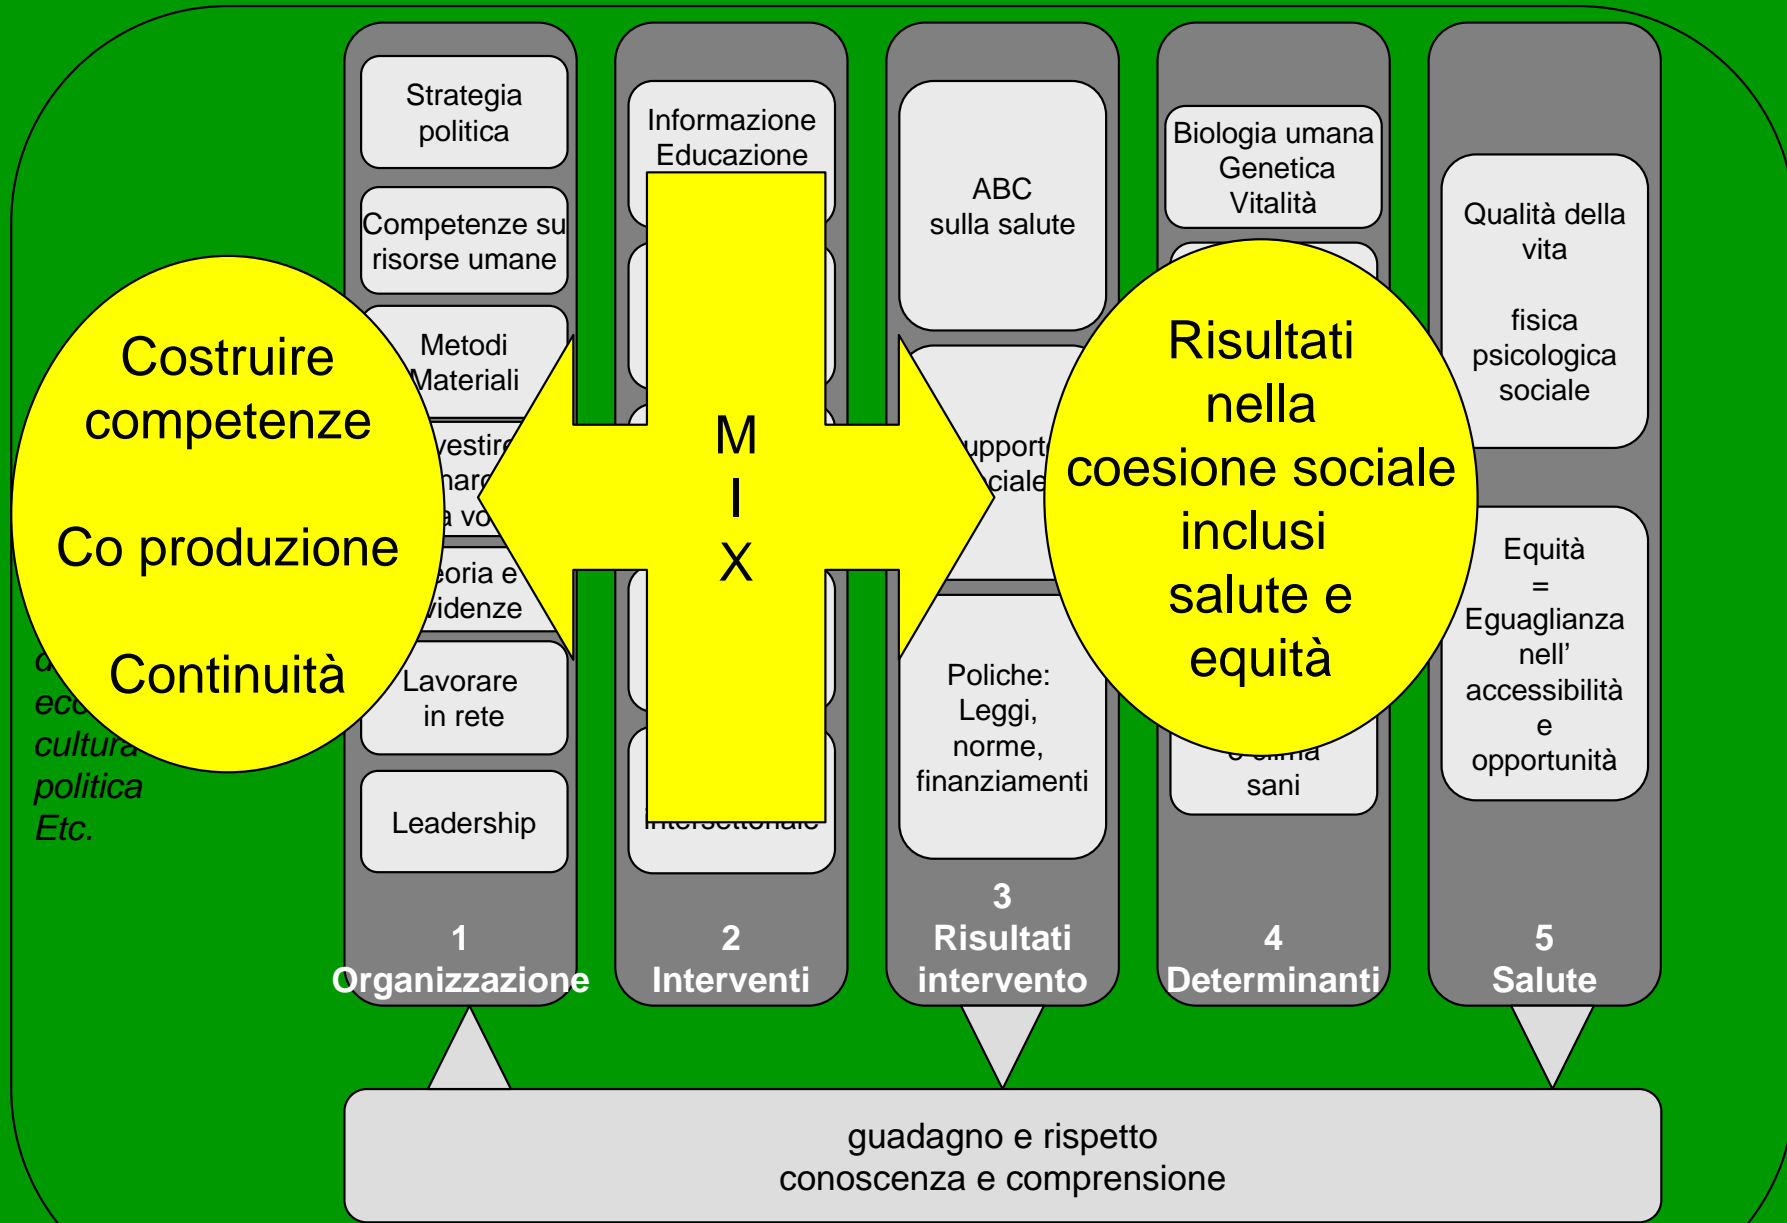 Strategia
politica
Competenze su
risorse umane
Metodi
Materiali
Lavorare
in rete
Leadership
1
Organizzazione
Informazione
Educazione
2
Interventi
ABC
sulla salute
Poliche:
Leggi,
norme,
finanziamenti
3
Risultati
intervento
Biologia umana
Genetica
Vitalità
sani
4
Determinanti
Qualità della
vita
fisica
psicologica
sociale
Equità
=
Eguaglianza
nell'
accessibilità
e
opportunità
5
Salute
Costruire
competenze
Co produzione
Continuità
M
I
X
Risultati
nella
coesione sociale
inclusi
salute e
equità
cultura
politica
Etc.
guadagno e rispetto
conoscenza e comprensione